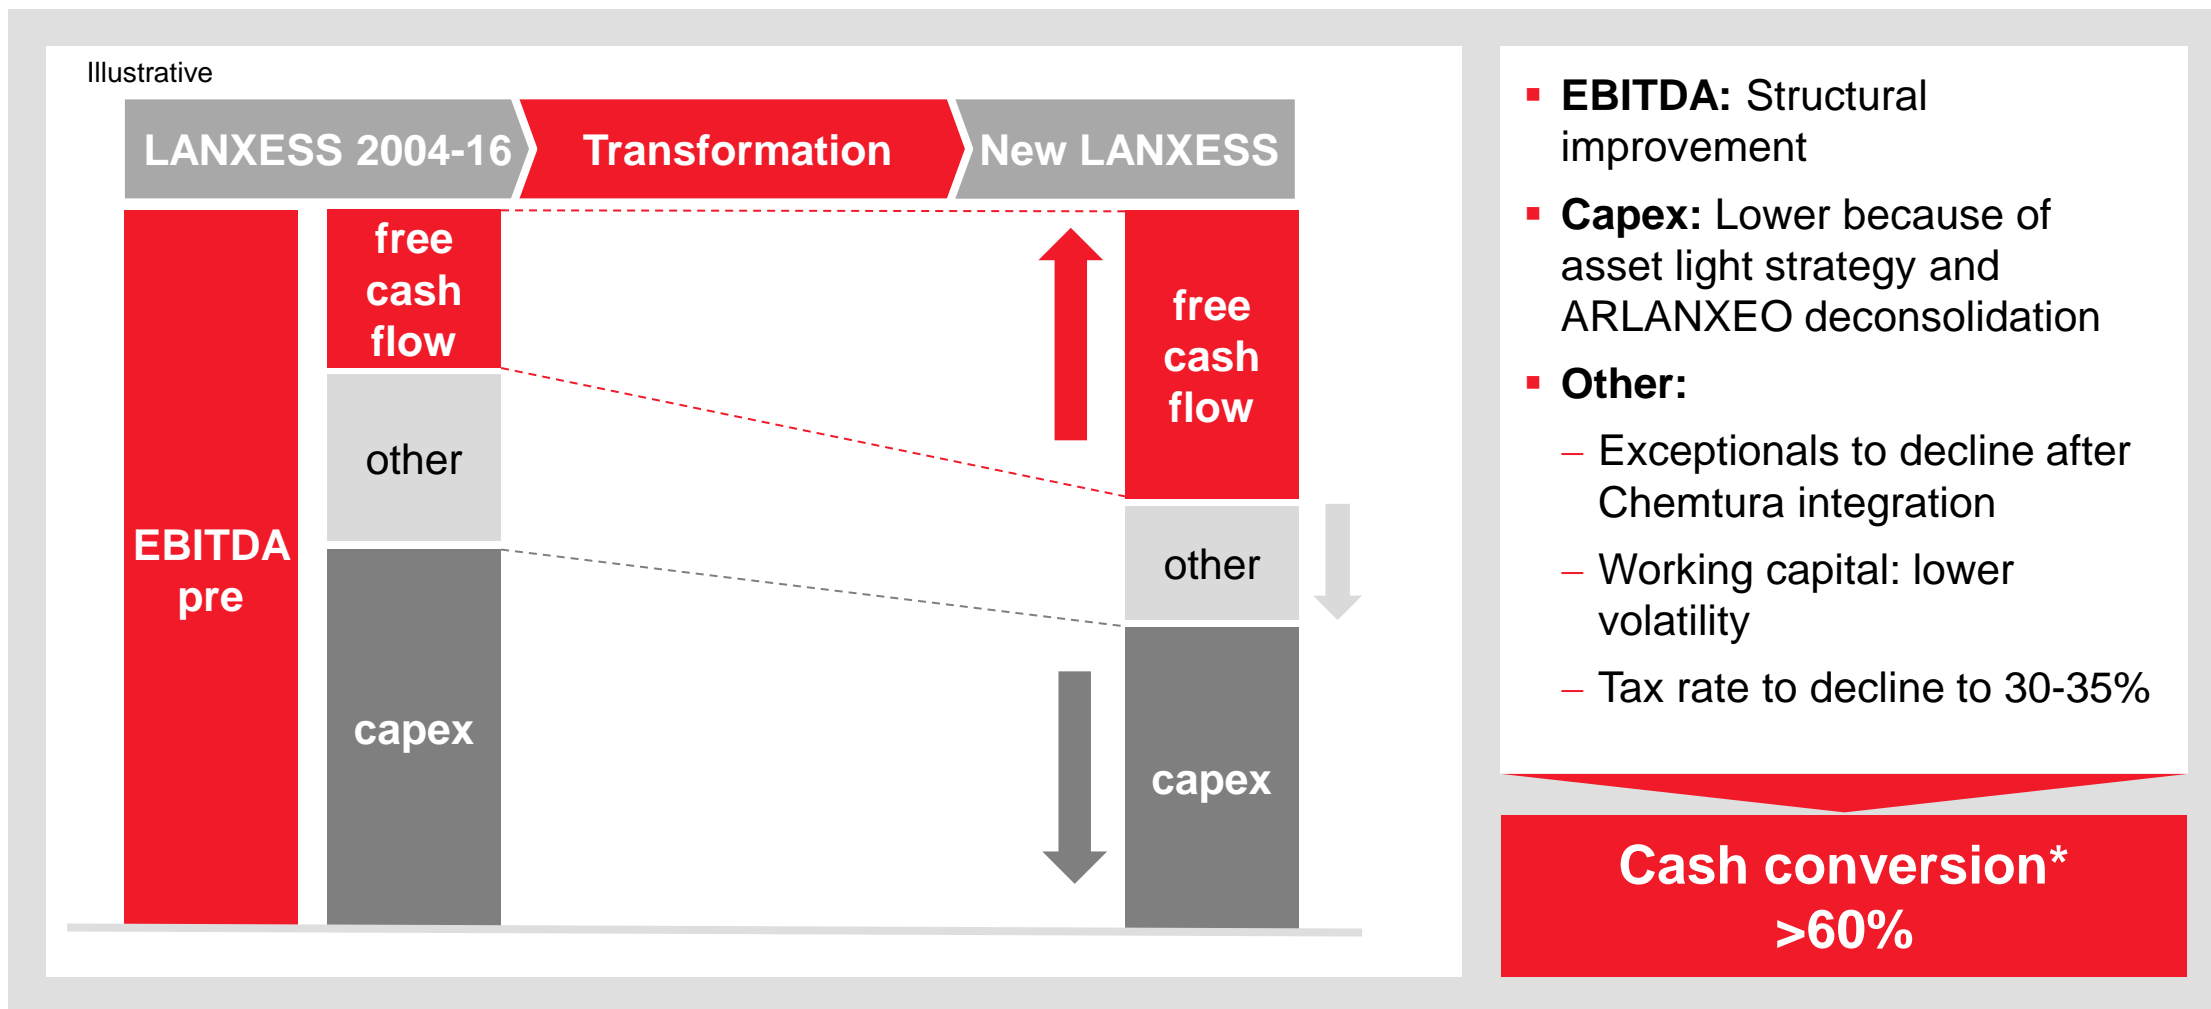 Illustrative
LANXESS 2004-16
Transformation
New LANXESS
EBITDA
pre
free
cash
flow
other
capex
free
cash
flow
other
capex
▪ EBITDA: Structural
improvement
▪ Capex: Lower because of
asset light strategy and
ARLANXEO deconsolidation
▪ Other:
– Exceptionals to decline after
Chemtura integration
– Working capital: lower
volatility
– Tax rate to decline to 30-35%
Cash conversion*
>60%